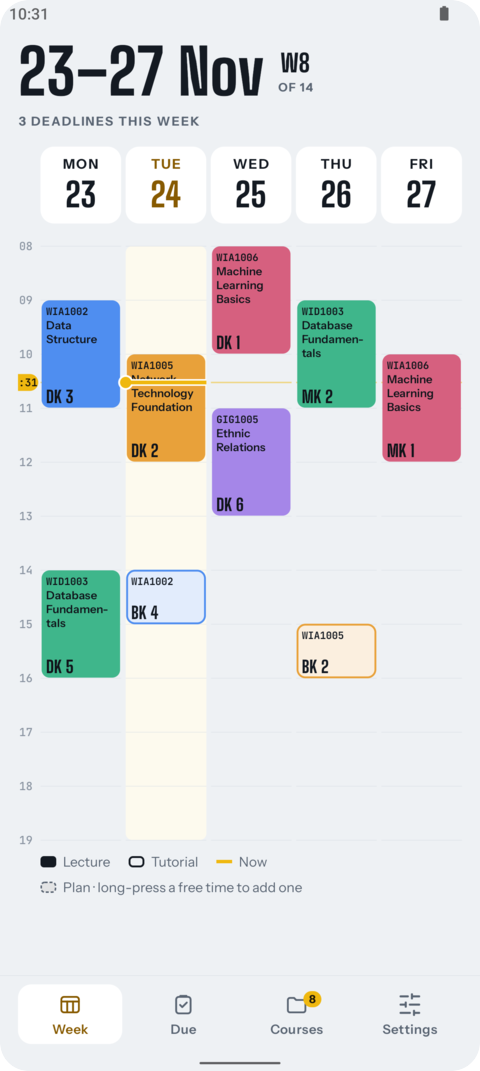 10:31
23–27 Nov
W8
OF 14
3 DEADLINES THIS WEEK
MON
23
TUE
24
WED
25
THU
26
FRI
27
08
09
10
:31
11
12
13
14
15
16
17
18
19
WIA1002
Data
Structure
DK 3
WID1003
Database
Fundamen-
tals
DK 5
WIA1005
Network
Technology
Foundation
DK 2
WIA1002
BK 4
WIA1006
Machine
Learning
Basics
DK 1
GIG1005
Ethnic
Relations
DK 6
WID1003
Database
Fundamen-
tals
MK 2
WIA1005
BK 2
WIA1006
Machine
Learning
Basics
MK 1
Lecture
Tutorial
Now
Plan · long-press a free time to add one
Week
Due
8
Courses
Settings